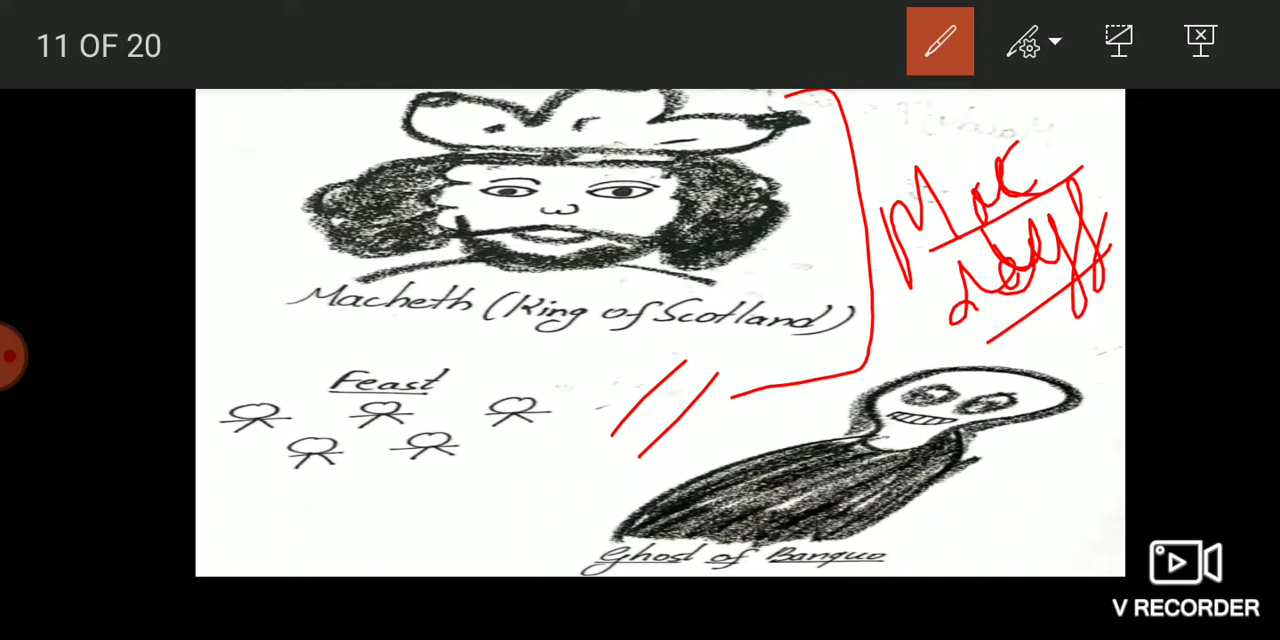 11 OF 20
Mac
duff
Macbeth (King of Scotland)
Feast
Ghost of Banquo
V RECORDER